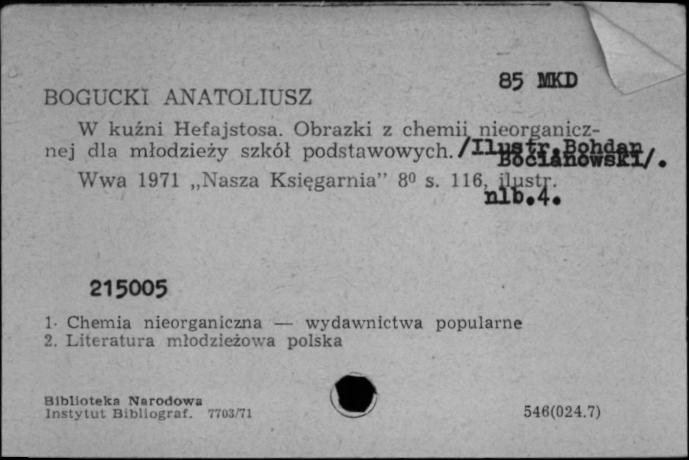 85 MKD
BOGUCKI ANATOLIUSZ
W kuźni Hefajstosa. Obrazki z chemii nieorganicz-
nej dla młodzieży szkół podstawowych. /Ilustr. Bohdan
Bocianowski/.
Wwa 1971 „Nasza Księgarnia” 8⁰ s. 116, ilustr.
nlb.4.
215005
1. Chemia nieorganiczna — wydawnictwa popularne
2. Literatura młodzieżowa polska
Biblioteka Narodowa
Instytut Bibliograf. 7703/71
546(024.7)